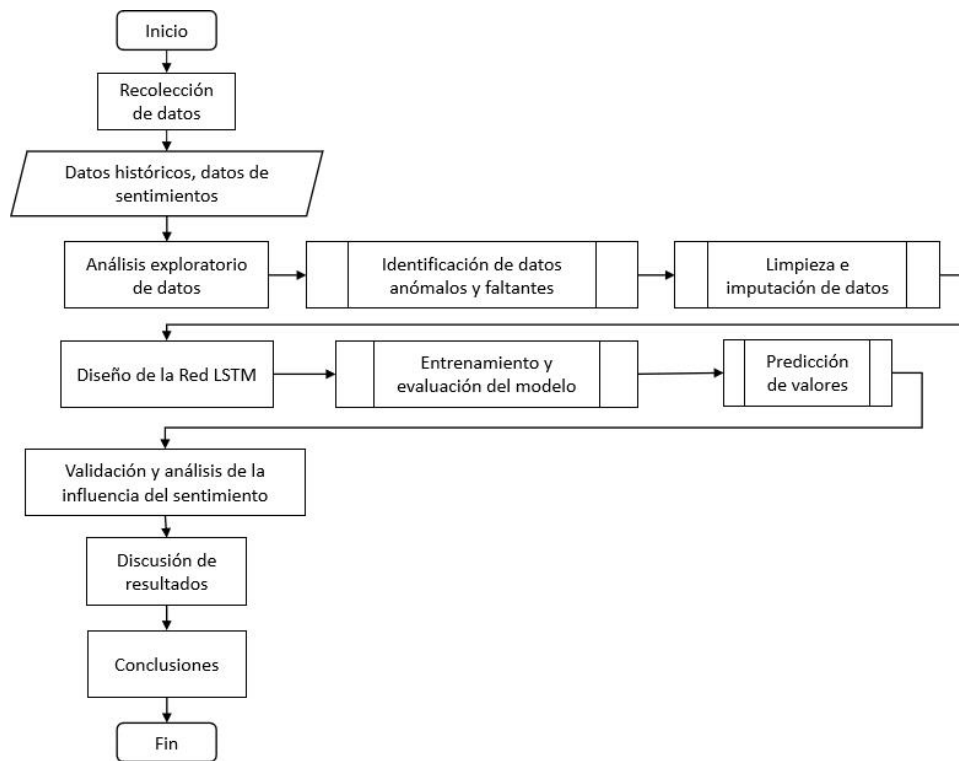 Inicio
Recolección
de datos
Datos históricos, datos de
sentimientos
Análisis exploratorio
de datos
Identificación de datos
anómalos y faltantes
Limpieza e
imputación de datos
Diseño de la Red LSTM
Entrenamiento y
evaluación del modelo
Predicción
de valores
Validación y análisis de la
influencia del sentimiento
Discusión de
resultados
Conclusiones
Fin